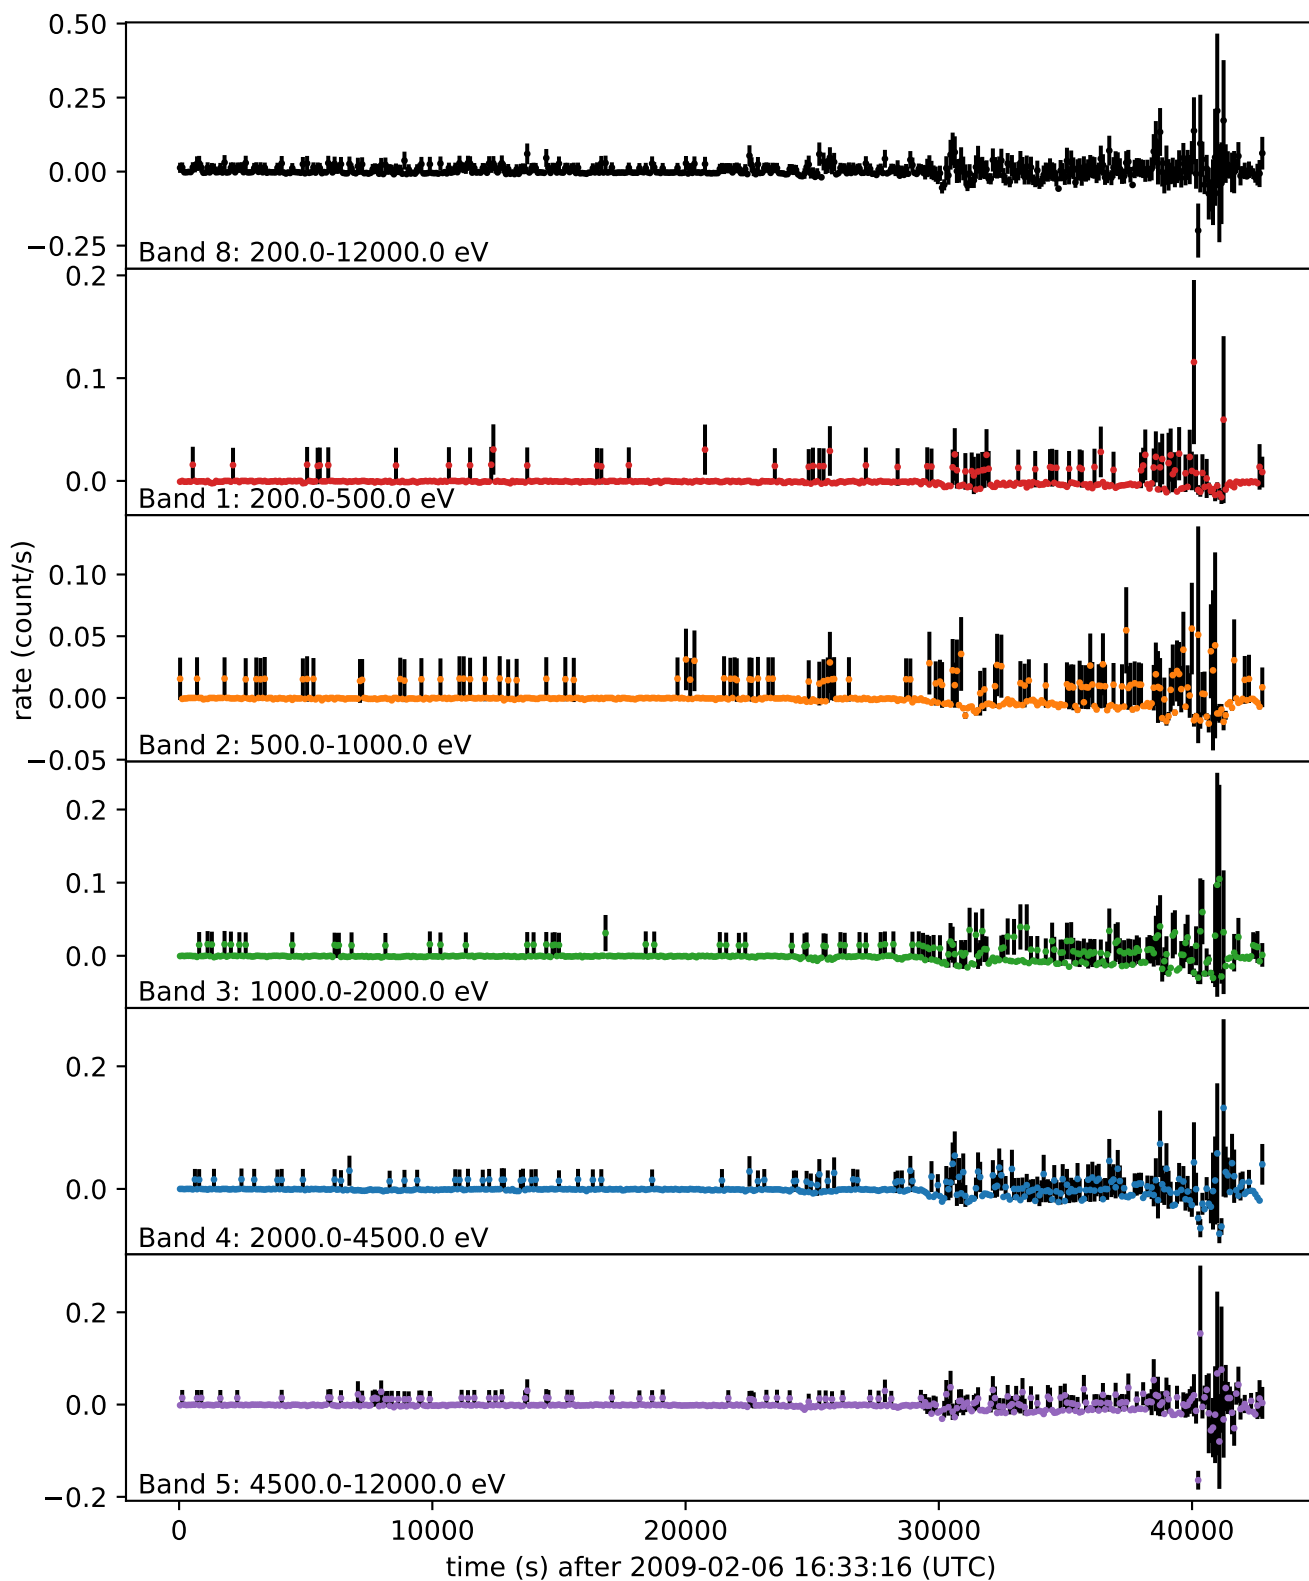 0.50
0.25
0.00
−0.25
Band 8: 200.0-12000.0 eV
0.2
0.1
0.0
Band 1: 200.0-500.0 eV
rate (count/s)
0.10
0.05
0.00
−0.05
Band 2: 500.0-1000.0 eV
0.2
0.1
0.0
Band 3: 1000.0-2000.0 eV
0.2
0.0
Band 4: 2000.0-4500.0 eV
0.2
0.0
−0.2
Band 5: 4500.0-12000.0 eV
0 10000 20000 30000 40000
time (s) after 2009-02-06 16:33:16 (UTC)